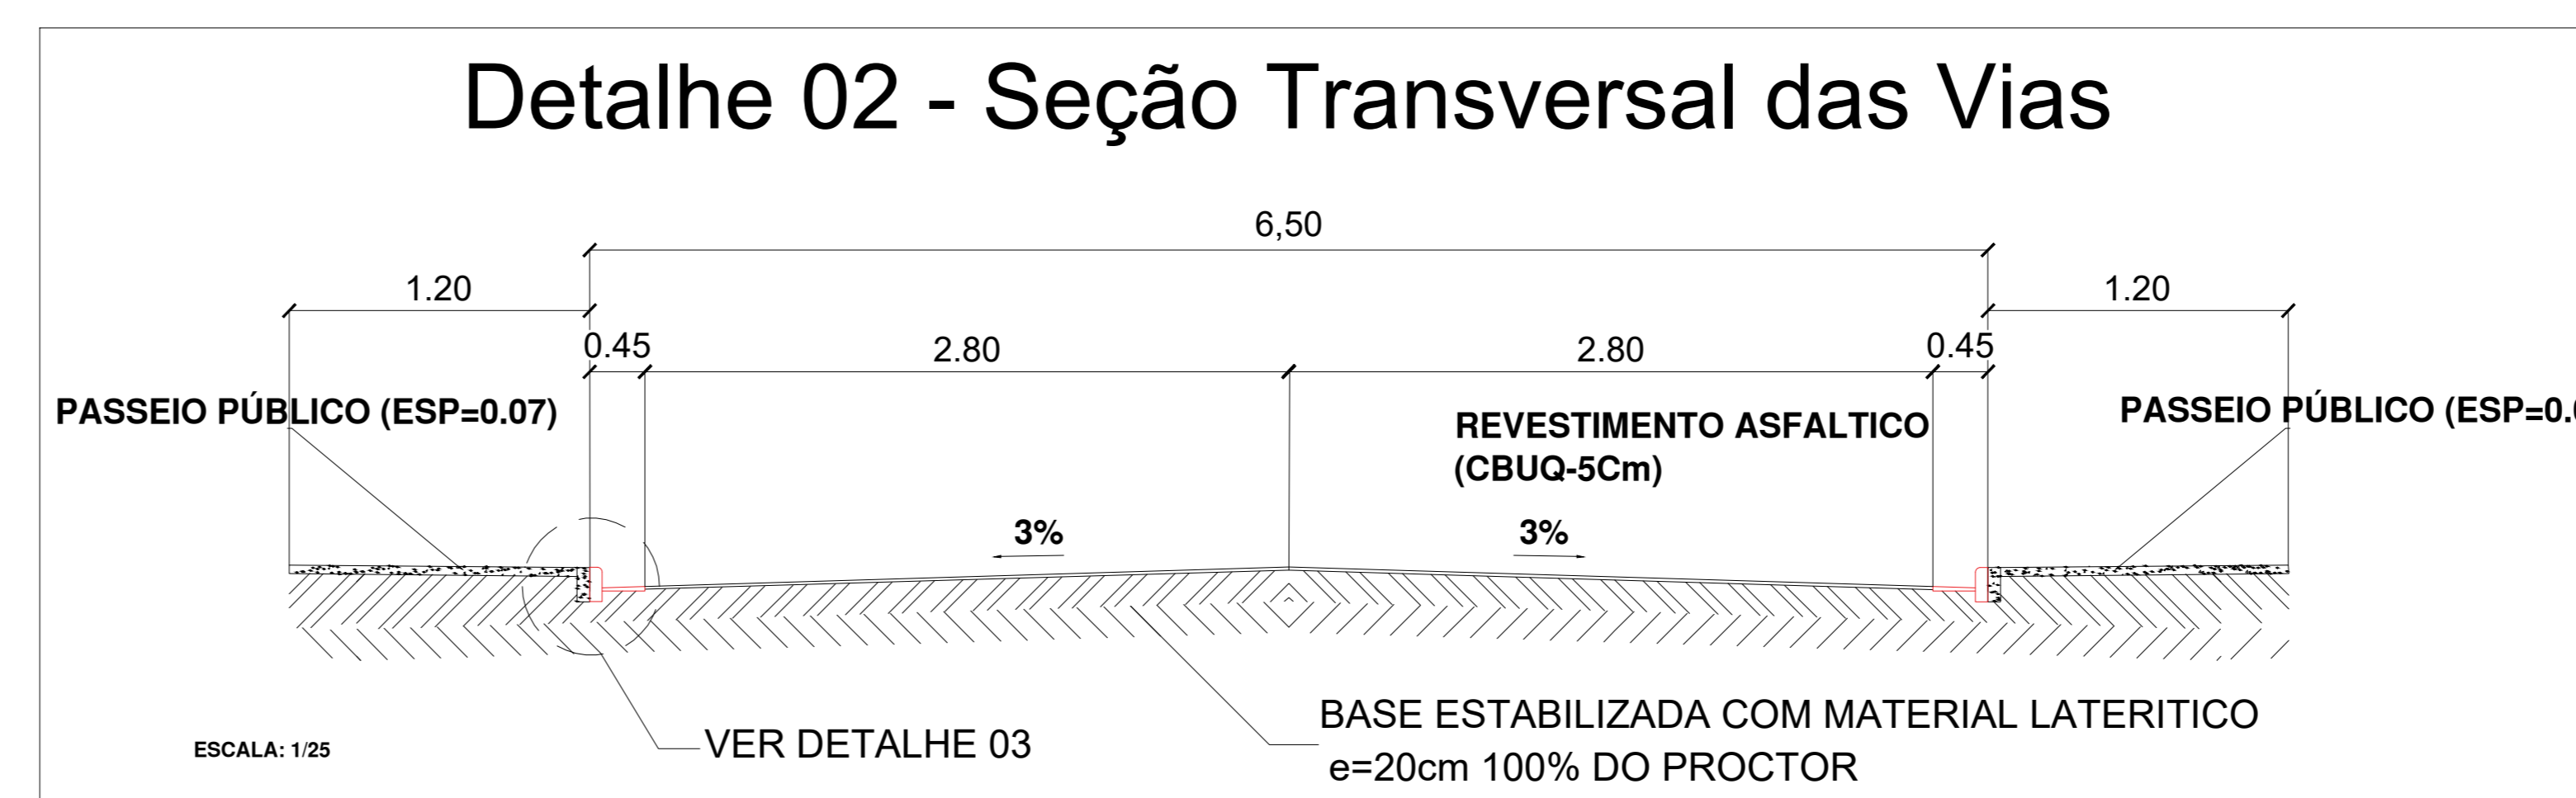 Detalhe 02 - Seção Transversal das Vias
6,50
1.20
1.20
0.45
2.80
2.80
0.45
PASSEIO PÚBLICO (ESP=0.07)
REVESTIMENTO ASFALTICO
(CBUQ-5Cm)
PASSEIO PÚBLICO
3%
3%
BASE ESTABILIZADA COM MATERIAL LATERITICO
e=20cm 100% DO PROCTOR
VER DETALHE 03
ESCALA: 1/25